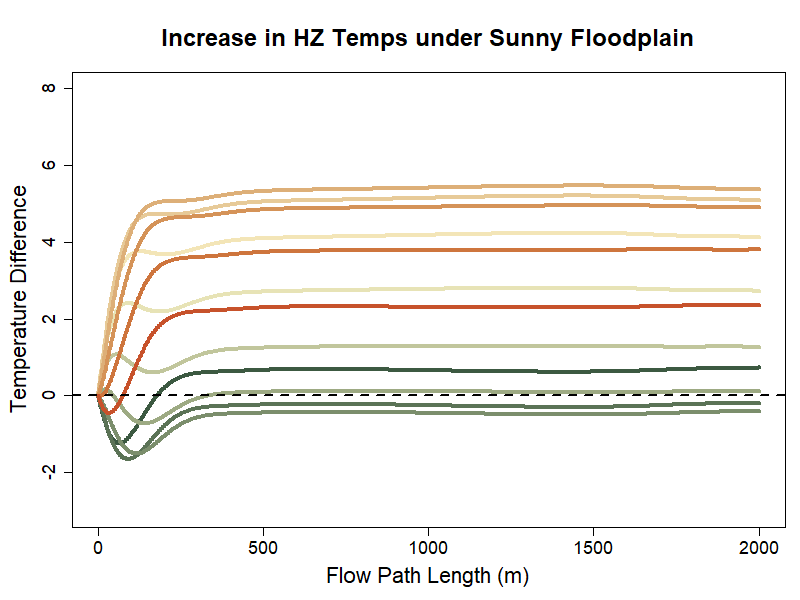 Increase in HZ Temps under Sunny Floodplain
Temperature Difference
8
6
4
2
0
-2
0 500 1000 1500 2000
Flow Path Length (m)